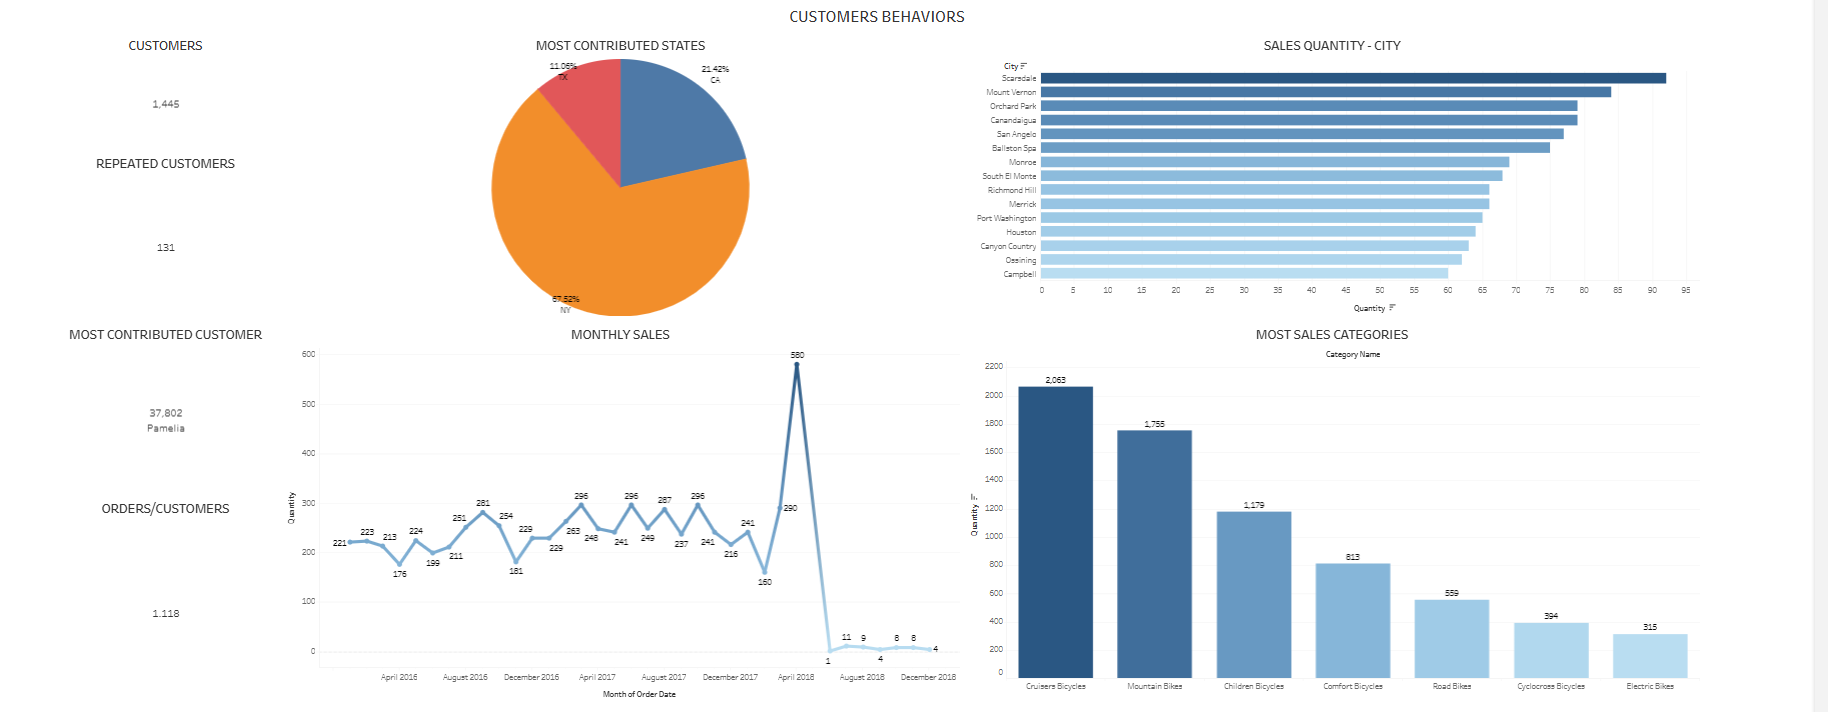 CUSTOMERS BEHAVIORS
CUSTOMERS
1,445
REPEATED CUSTOMERS
131
MOST CONTRIBUTED CUSTOMER
37,802
Pamelia
ORDERS/CUSTOMERS
1.118
MOST CONTRIBUTED STATES
11.06%
TX
21.42%
CA
67.52%
NY
SALES QUANTITY - CITY
City
Scarsdale
Mount Vernon
Orchard Park
Canandaigua
San Angelo
Ballston Spa
Monroe
South El Monte
Richmond Hill
Merrick
Port Washington
Houston
Canyon Country
Ossining
Campbell
0 5 10 15 20 25 30 35 40 45 50 55 60 65 70 75 80 85 90 95
Quantity
MONTHLY SALES
Quantity
600
500
400
300
200
100
0
221 223 213 176 224 199 211 251 281 254 181 229 229 263 296 248 241 296 249 287 237 296 241 216 241 160 290 580 1 11 9 4 8 8 4
April 2016 August 2016 December 2016 April 2017 August 2017 December 2017 April 2018 August 2018 December 2018
Month of Order Date
MOST SALES CATEGORIES
Category Name
Quantity
2200
2000
1800
1600
1400
1200
1000
800
600
400
200
0
2,063 1,755 1,179 813 559 394 315
Cruisers Bicycles Mountain Bikes Children Bicycles Comfort Bicycles Road Bikes Cyclocross Bicycles Electric Bikes